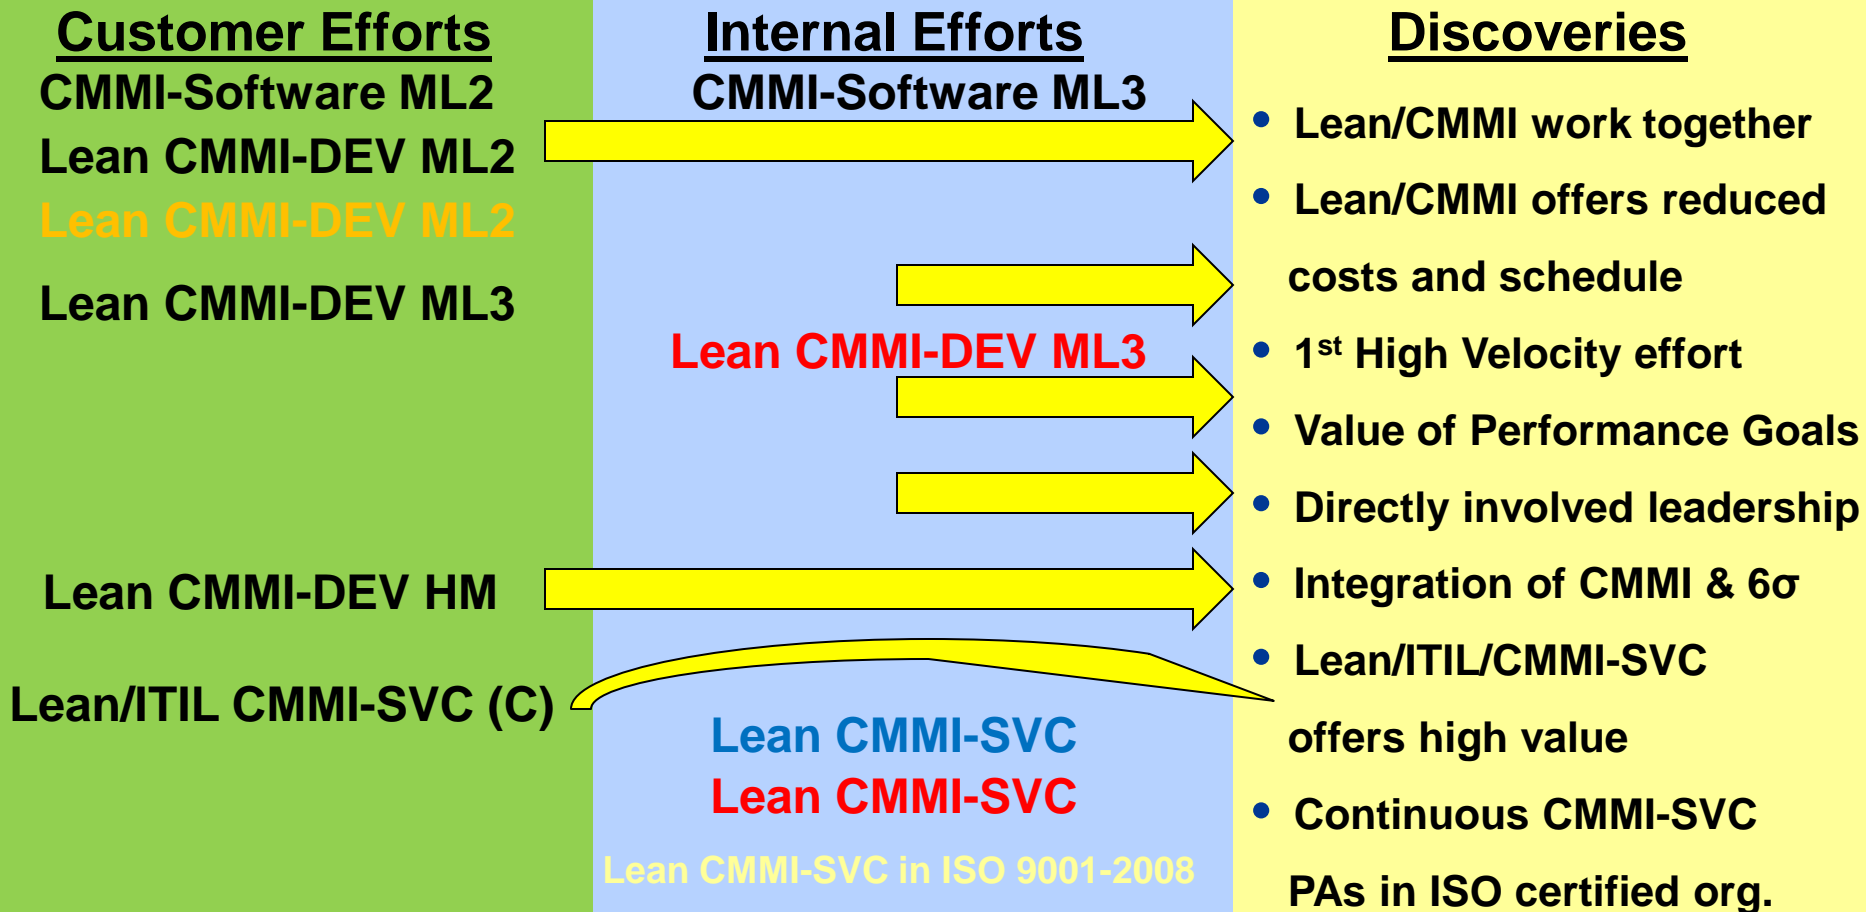 Customer Efforts
CMMI-Software ML2
Lean CMMI-DEV ML2
Lean CMMI-DEV ML2
Lean CMMI-DEV ML3
Lean CMMI-DEV HM
Lean/ITIL CMMI-SVC (C)
Internal Efforts
CMMI-Software ML3
Lean CMMI-DEV ML3
Lean CMMI-SVC
Lean CMMI-SVC
Lean CMMI-SVC in ISO 9001-2008
Discoveries
• Lean/CMMI work together
• Lean/CMMI offers reduced
costs and schedule
• 1st High Velocity effort
• Value of Performance Goals
• Directly involved leadership
• Integration of CMMI & 6σ
• Lean/ITIL/CMMI-SVC
offers high value
• Continuous CMMI-SVC
PAs in ISO certified org.